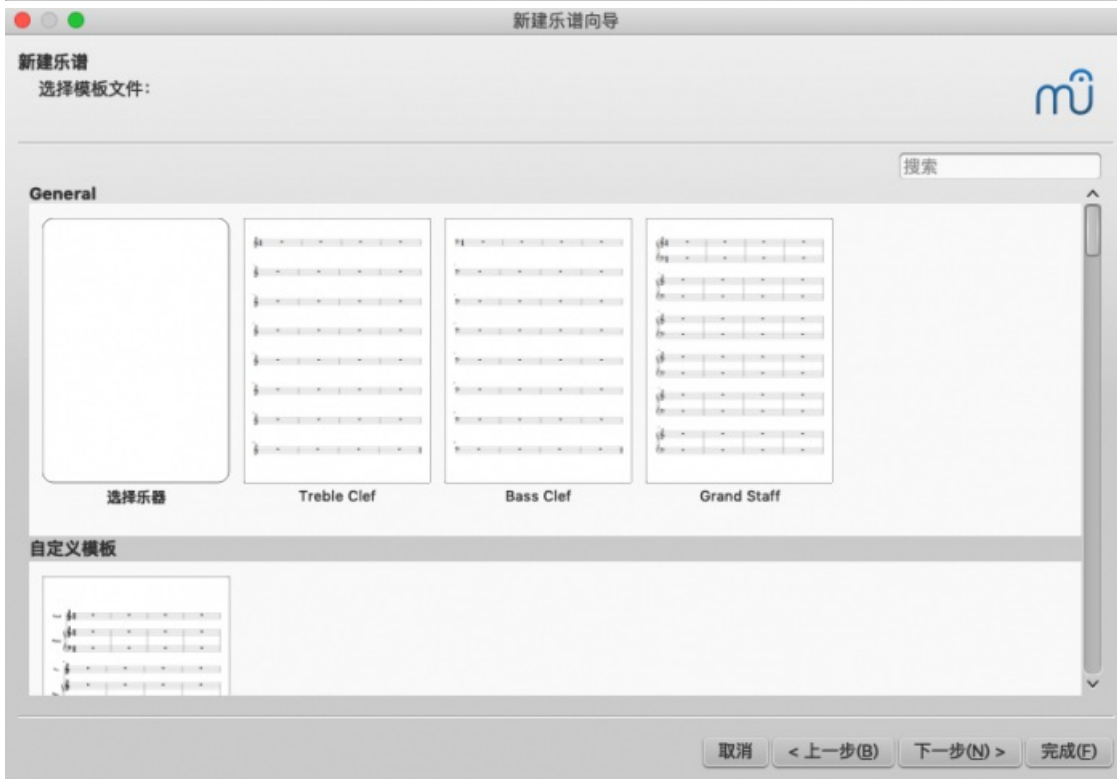 新建乐谱向导
新建乐谱
选择模板文件：
mu
搜索
General
选择乐器
Treble Clef
Bass Clef
Grand Staff
自定义模板
取消
< 上一步(B)
下一步(N) >
完成(F)